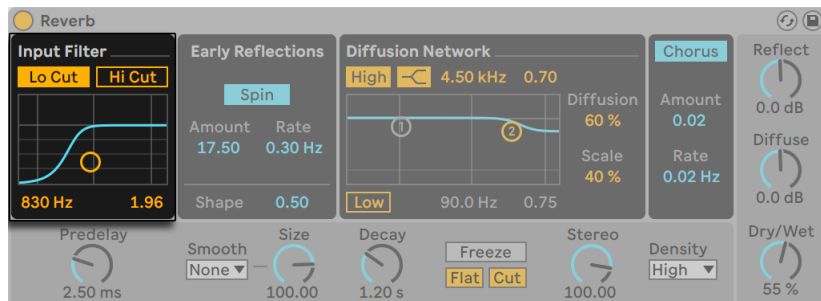 Reverb
Input Filter
Lo Cut Hi Cut
830 Hz 1.96
Early Reflections
Spin
Amount Rate
17.50 0.30 Hz
Shape 0.50
Diffusion Network
High 4.50 kHz 0.70
1 2
Diffusion
60 %
Scale
40 %
Low 90.0 Hz 0.75
Chorus
Amount
0.02
Rate
0.02 Hz
Reflect
0.0 dB
Diffuse
0.0 dB
Dry/Wet
55 %
Predelay
2.50 ms
Smooth
None
Size
100.00
Decay
1.20 s
Freeze
Flat Cut
Stereo
100.00
Density
High